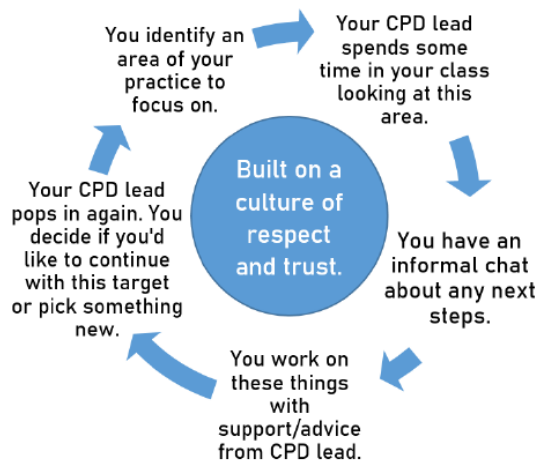 You identify an
area of your
practice to
focus on.
Your CPD lead
spends some
time in your class
looking at this
area.
You have an
informal chat
about any next
steps.
You work on
these things
with
support/advice
from CPD lead.
Your CPD lead
pops in again. You
decide if you'd
like to continue
with this target
or pick something
new.
Built on a
culture of
respect
and trust.